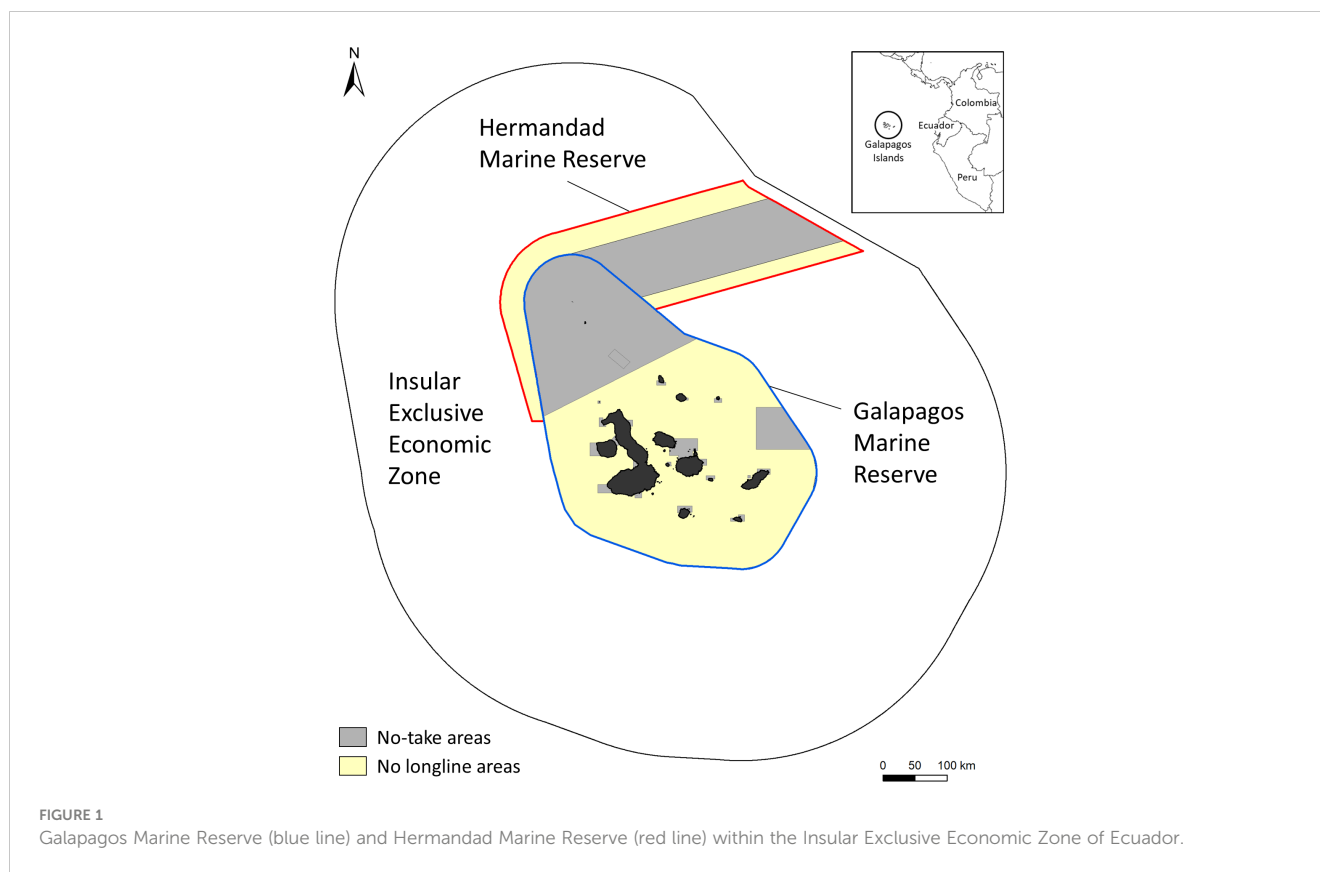 N
Hermandad
Marine Reserve
Colombia
Ecuador
Galapagos
Islands
Peru
Insular
Exclusive
Economic
Zone
Galapagos
Marine
Reserve
No-take areas
No longline areas
0 50 100 km
FIGURE 1
Galapagos Marine Reserve (blue line) and Hermandad Marine Reserve (red line) within the Insular Exclusive Economic Zone of Ecuador.